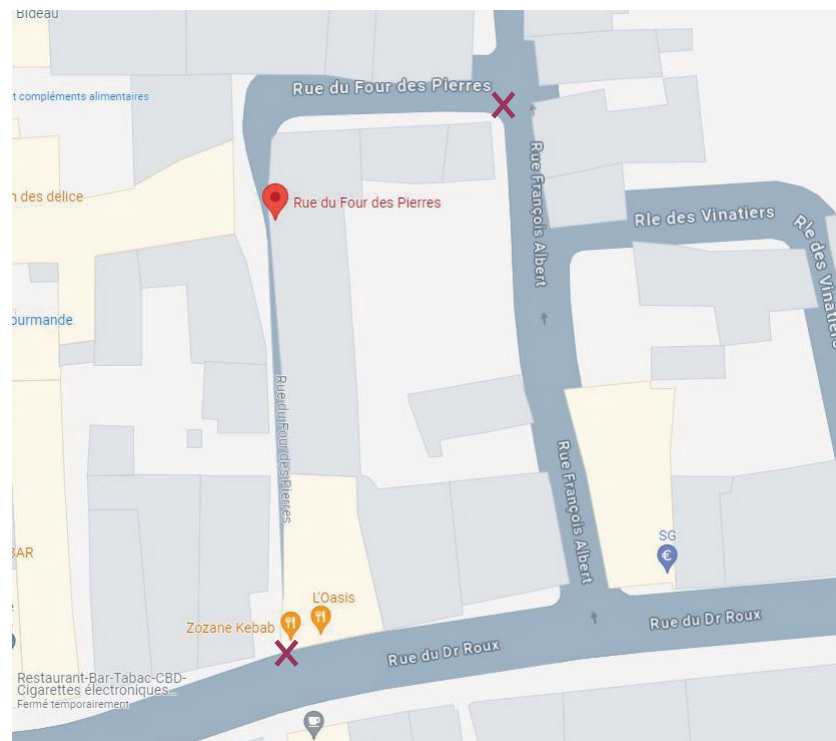 Bideau
Rue du Four des Pierres
t compléments alimentaires
Rue François Albert
n des delice
Rue du Four des Pierres
Rle des Vinatiers
Rle des Vinatiers
ourmande
Rue du Four des Pierres
Rue François Albert
BAR
SG
L'Oasis
Zozane Kebab
Rue du Dr Roux
Rue du Dr Roux
Restaurant-Bar-Tabac-CBD-
Cigarettes électroniques...
Fermé temporairement